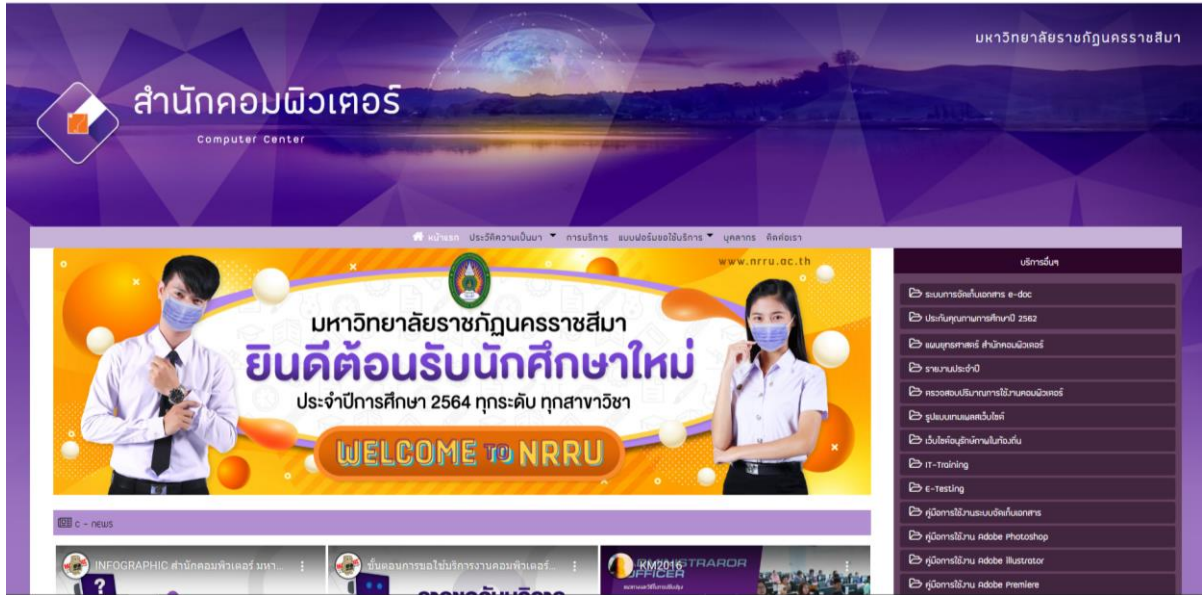 มหาวิทยาลัยราชภัฏนครราชสีมา
สำนักคอมพิวเตอร์
Computer Center
หน้าแรก ประวัติความเป็นมา การบริการ แบบฟอร์มขอใช้บริการ บุคลากร ติดต่อเรา
www.nrru.ac.th
มหาวิทยาลัยราชภัฏนครราชสีมา
ยินดีต้อนรับนักศึกษาใหม่
ประจำปีการศึกษา 2564 ทุกระดับ ทุกสาขาวิชา
WELCOME TO NRRU
บริการอื่นๆ
ระบบการจัดเก็บเอกสาร e-doc
ประกันคุณภาพการศึกษาปี 2562
แผนยุทธศาสตร์ สำนักคอมพิวเตอร์
รายงานประจำปี
ตรวจสอบปริมาณการใช้งานคอมพิวเตอร์
รูปแบบเทมเพลตเว็บไซต์
เว็บไซต์อนุรักษ์ภาพในท้องถิ่น
IT-Training
E-Testing
คู่มือการใช้งานระบบจัดเก็บเอกสาร
คู่มือการใช้งาน Adobe Photoshop
คู่มือการใช้งาน Adobe illustrator
คู่มือการใช้งาน Adobe Premiere
c - news
INFOGRAPHIC สำนักคอมพิวเตอร์ มหา...
ขั้นตอนการขอใช้บริการงานคอมพิวเตอร์...
KM2016
OFFICER